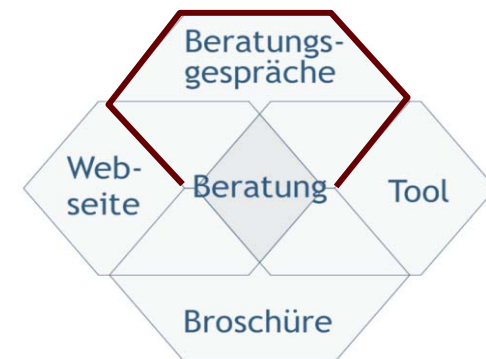 Beratungs-
gespräche
Web-
seite
Beratung
Tool
Broschüre